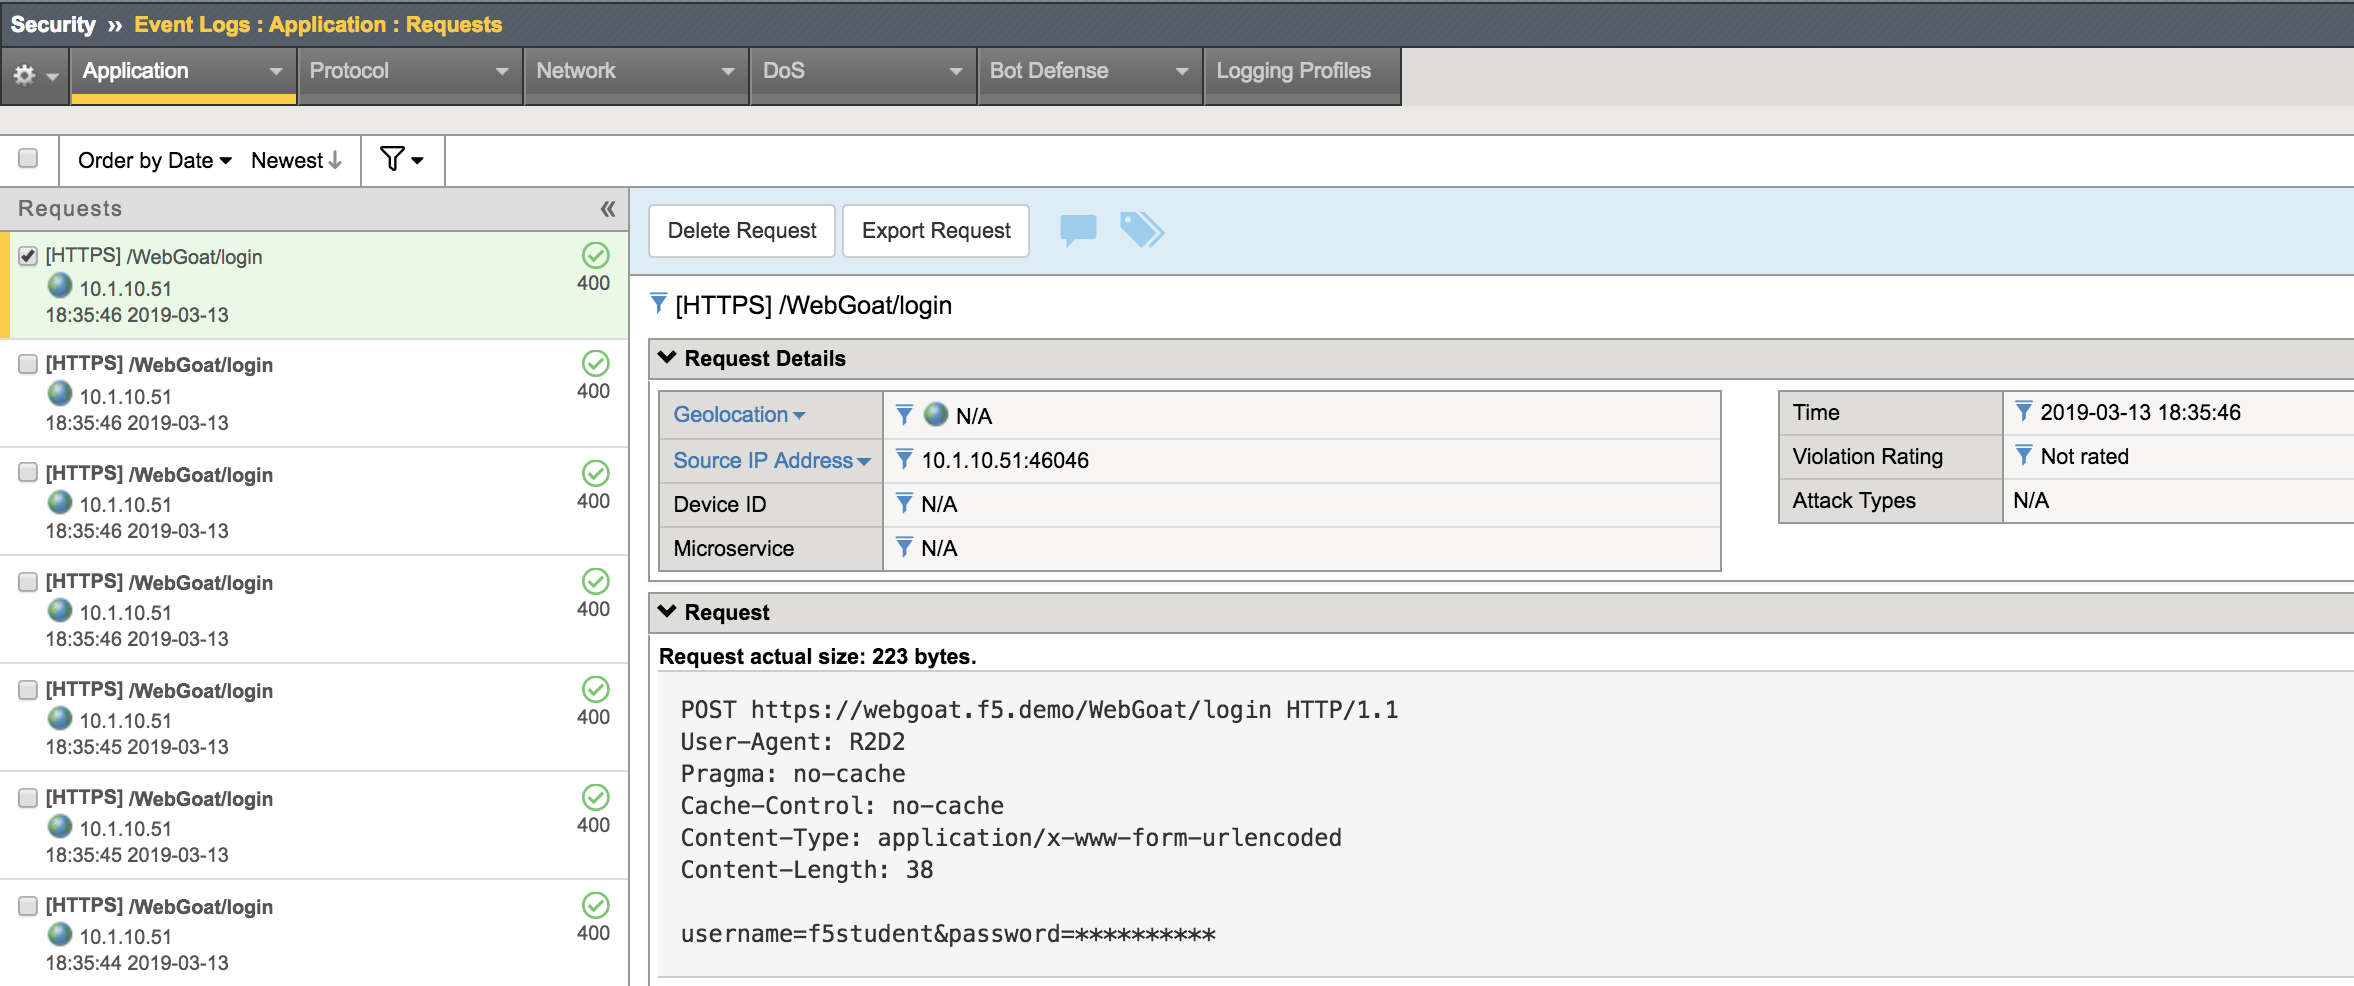 Security » Event Logs : Application : Requests
Application Protocol Network DoS Bot Defense Logging Profiles
Order by Date Newest
Requests «
[HTTPS] /WebGoat/login
10.1.10.51 400
18:35:46 2019-03-13
[HTTPS] /WebGoat/login
10.1.10.51 400
18:35:46 2019-03-13
[HTTPS] /WebGoat/login
10.1.10.51 400
18:35:46 2019-03-13
[HTTPS] /WebGoat/login
10.1.10.51 400
18:35:46 2019-03-13
[HTTPS] /WebGoat/login
10.1.10.51 400
18:35:45 2019-03-13
[HTTPS] /WebGoat/login
10.1.10.51 400
18:35:45 2019-03-13
[HTTPS] /WebGoat/login
10.1.10.51 400
18:35:44 2019-03-13
Delete Request Export Request
[HTTPS] /WebGoat/login
Request Details
Geolocation N/A
Source IP Address 10.1.10.51:46046
Device ID N/A
Microservice N/A
Time 2019-03-13 18:35:46
Violation Rating Not rated
Attack Types N/A
Request
Request actual size: 223 bytes.
POST https://webgoat.f5.demo/WebGoat/login HTTP/1.1
User-Agent: R2D2
Pragma: no-cache
Cache-Control: no-cache
Content-Type: application/x-www-form-urlencoded
Content-Length: 38
username=f5student&password=**********